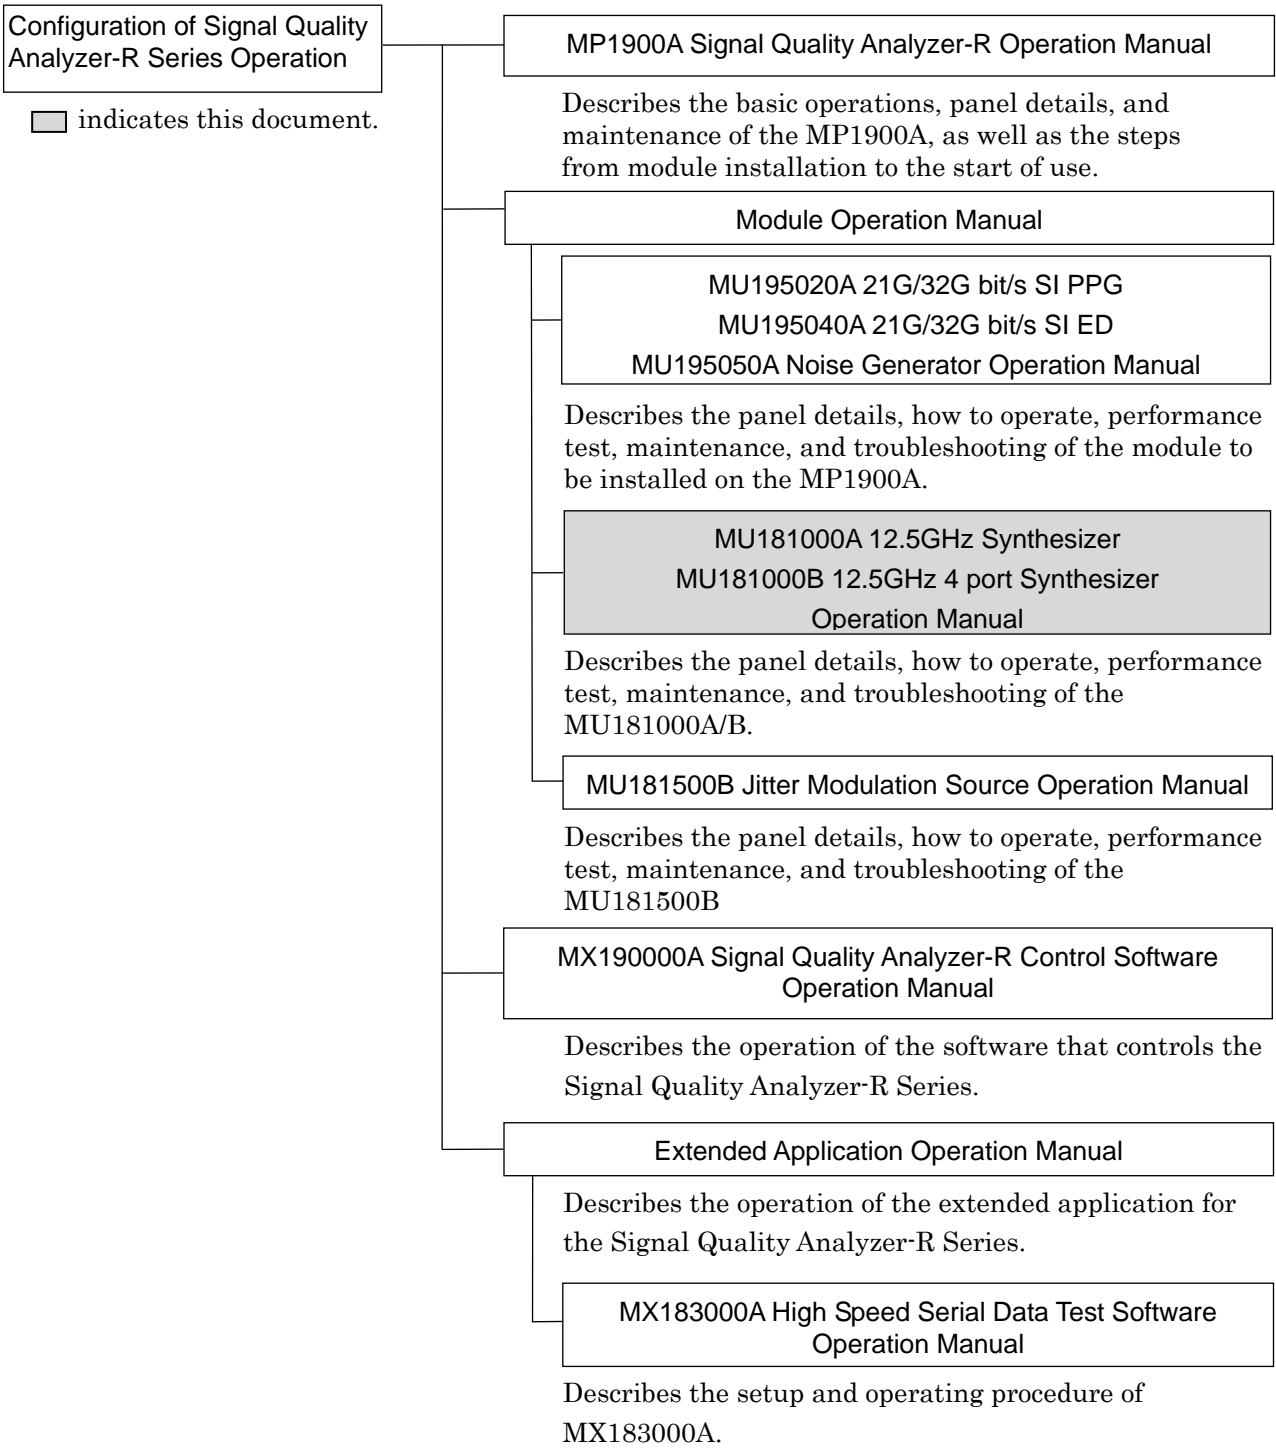 Configuration of Signal Quality
Analyzer-R Series Operation
indicates this document.
MP1900A Signal Quality Analyzer-R Operation Manual
Describes the basic operations, panel details, and
maintenance of the MP1900A, as well as the steps
from module installation to the start of use.
Module Operation Manual
MU195020A 21G/32G bit/s SI PPG
MU195040A 21G/32G bit/s SI ED
MU195050A Noise Generator Operation Manual
Describes the panel details, how to operate, performance
test, maintenance, and troubleshooting of the module to
be installed on the MP1900A.
MU181000A 12.5GHz Synthesizer
MU181000B 12.5GHz 4 port Synthesizer
Operation Manual
Describes the panel details, how to operate, performance
test, maintenance, and troubleshooting of the
MU181000A/B.
MU181500B Jitter Modulation Source Operation Manual
Describes the panel details, how to operate, performance
test, maintenance, and troubleshooting of the
MU181500B
MX190000A Signal Quality Analyzer-R Control Software
Operation Manual
Describes the operation of the software that controls the
Signal Quality Analyzer-R Series.
Extended Application Operation Manual
Describes the operation of the extended application for
the Signal Quality Analyzer-R Series.
MX183000A High Speed Serial Data Test Software
Operation Manual
Describes the setup and operating procedure of
MX183000A.